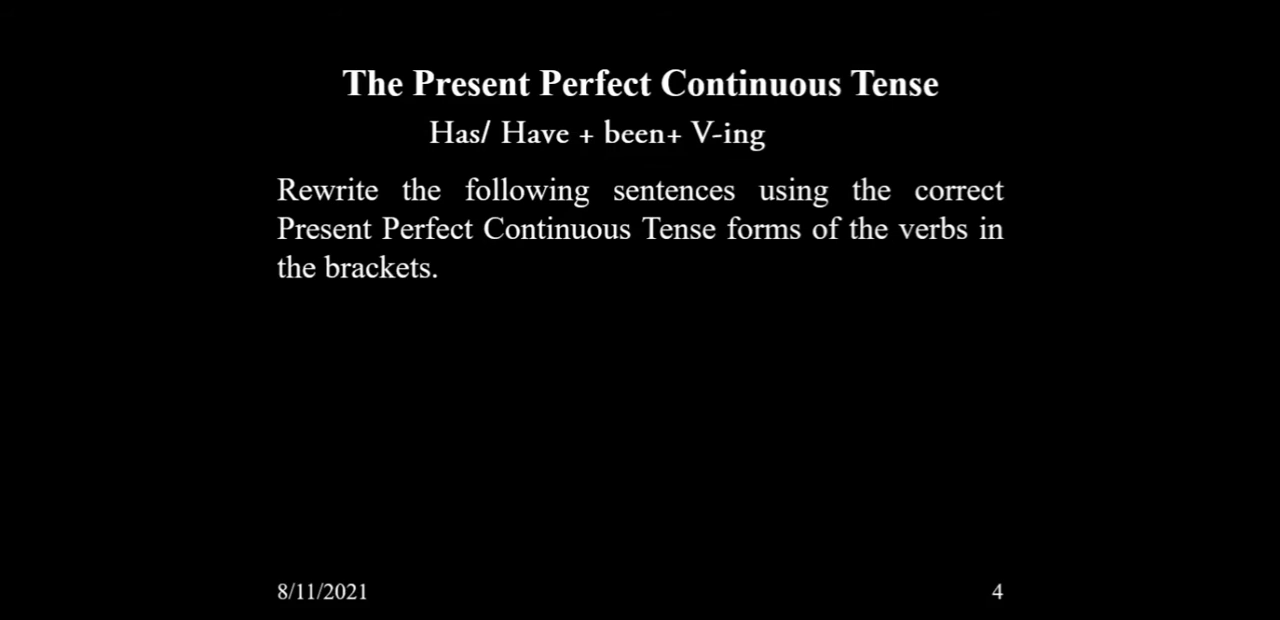 The Present Perfect Continuous Tense
Has/ Have + been+ V-ing
Rewrite the following sentences using the correct
Present Perfect Continuous Tense forms of the verbs in
the brackets.
8/11/2021
4